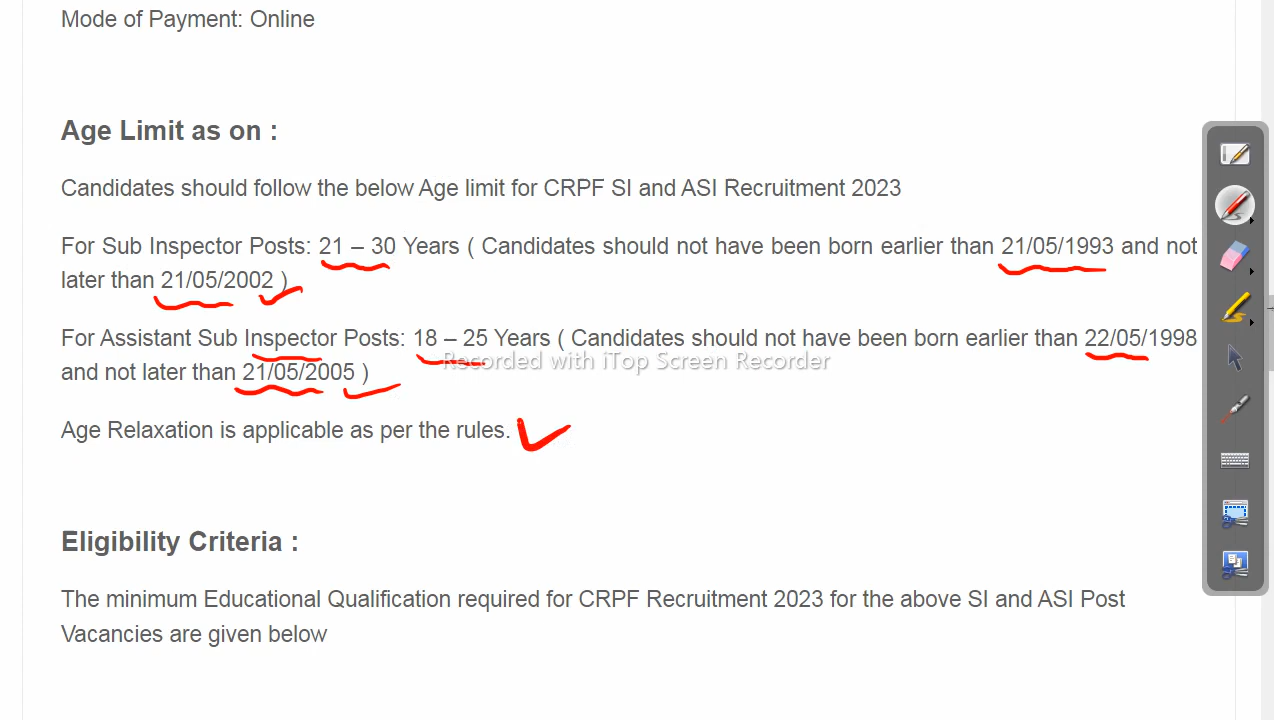 Mode of Payment: Online
Age Limit as on :
Candidates should follow the below Age limit for CRPF SI and ASI Recruitment 2023
For Sub Inspector Posts: 21 – 30 Years ( Candidates should not have been born earlier than 21/05/1993 and not
later than 21/05/2002 )
For Assistant Sub Inspector Posts: 18 – 25 Years ( Candidates should not have been born earlier than 22/05/1998
Recorded with iTop Screen Recorder
and not later than 21/05/2005 )
Age Relaxation is applicable as per the rules.
Eligibility Criteria :
The minimum Educational Qualification required for CRPF Recruitment 2023 for the above SI and ASI Post
Vacancies are given below